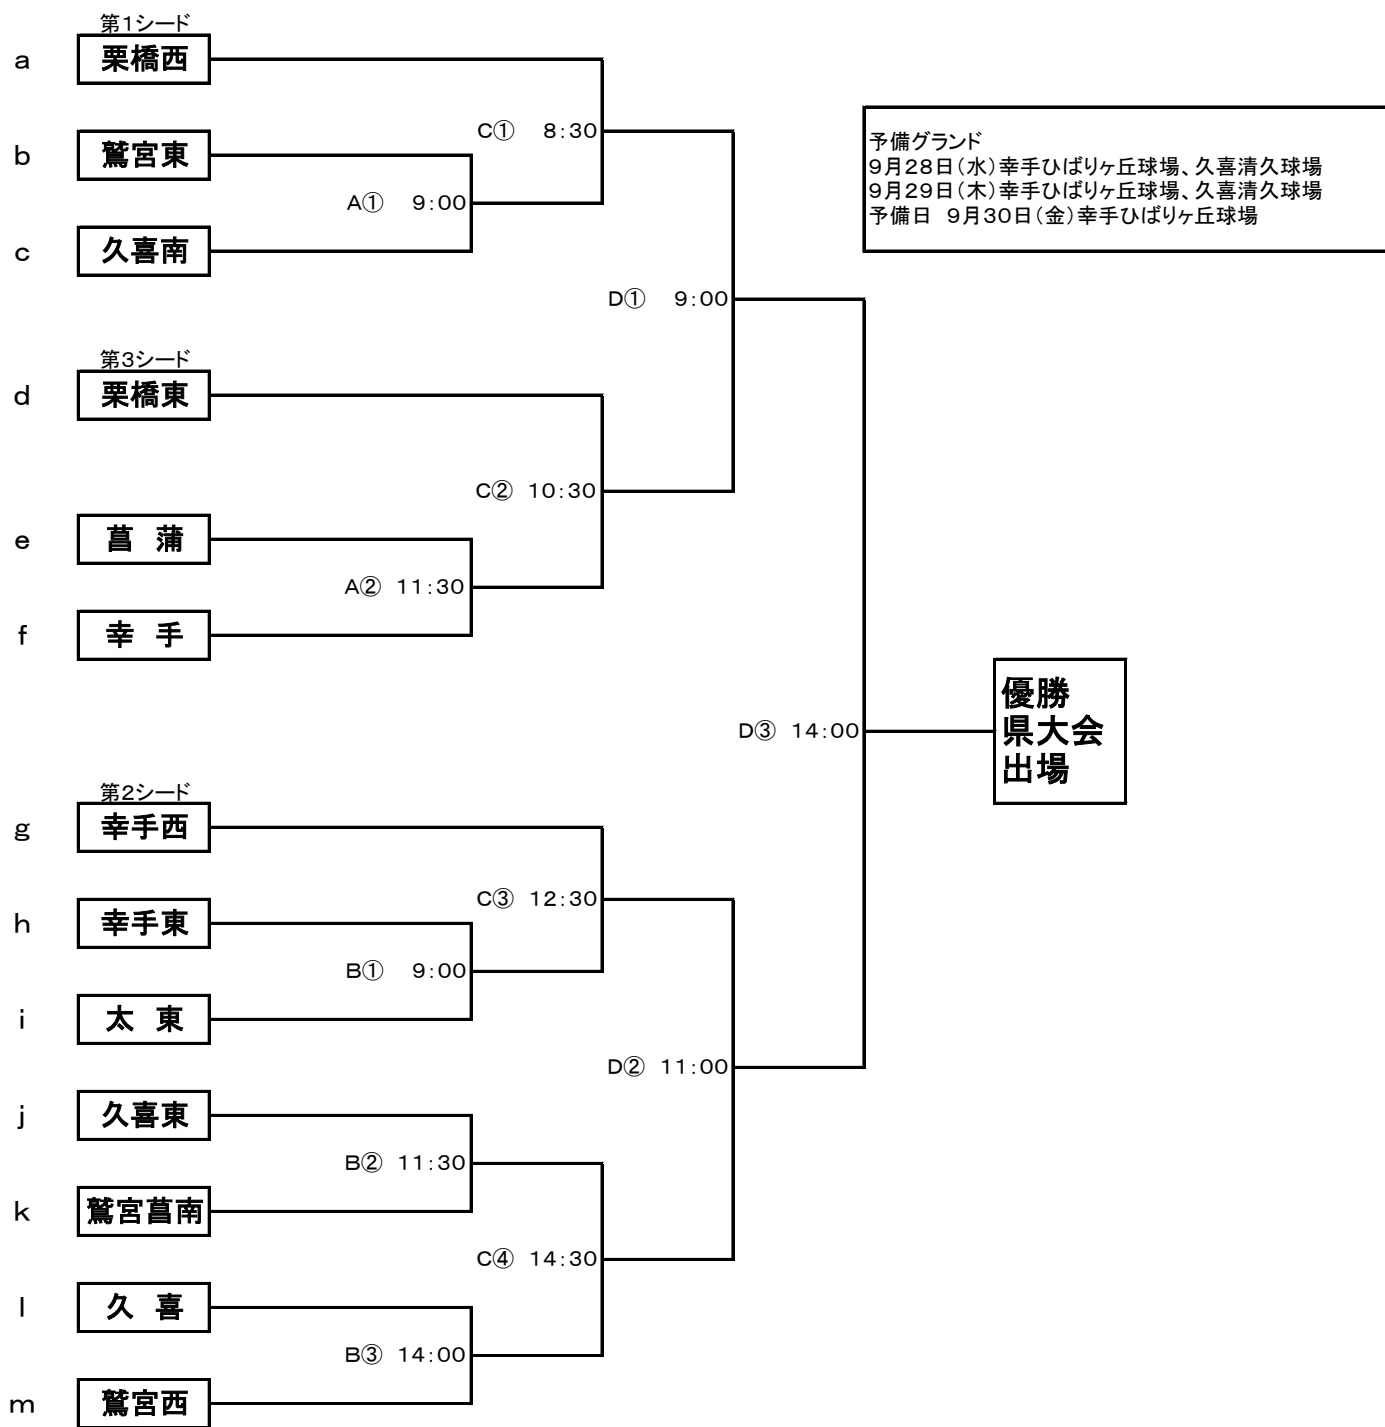 第1シード
a 栗橋西
C① 8:30
b 鷲宮東
A① 9:00
c 久喜南
予備グランド
9月28日(水)幸手ひばりヶ丘球場、久喜清久球場
9月29日(木)幸手ひばりヶ丘球場、久喜清久球場
予備日 9月30日(金)幸手ひばりヶ丘球場
D① 9:00
第3シード
d 栗橋東
C② 10:30
e 菖 蒲
A② 11:30
f 幸 手
優勝
県大会
出場
D③ 14:00
第2シード
g 幸手西
C③ 12:30
h 幸手東
B① 9:00
i 太 東
D② 11:00
j 久喜東
B② 11:30
k 鷲宮菖南
C④ 14:30
l 久 喜
B③ 14:00
m 鷲宮西